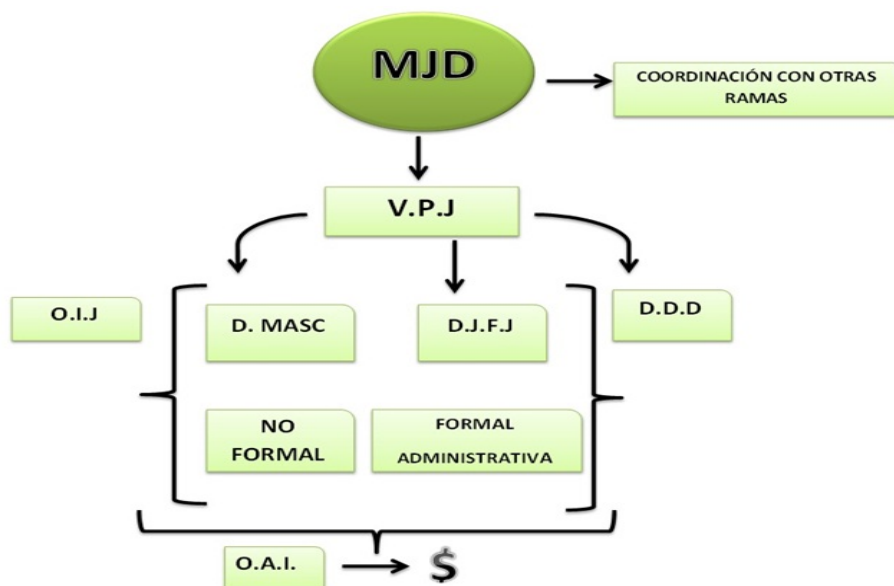 MJD
COORDINACIÓN CON OTRAS
RAMAS
V.P.J
O.I.J
D. MASC
D.J.F.J
D.D.D
NO
FORMAL
FORMAL
ADMINISTRATIVA
O.A.I.
$